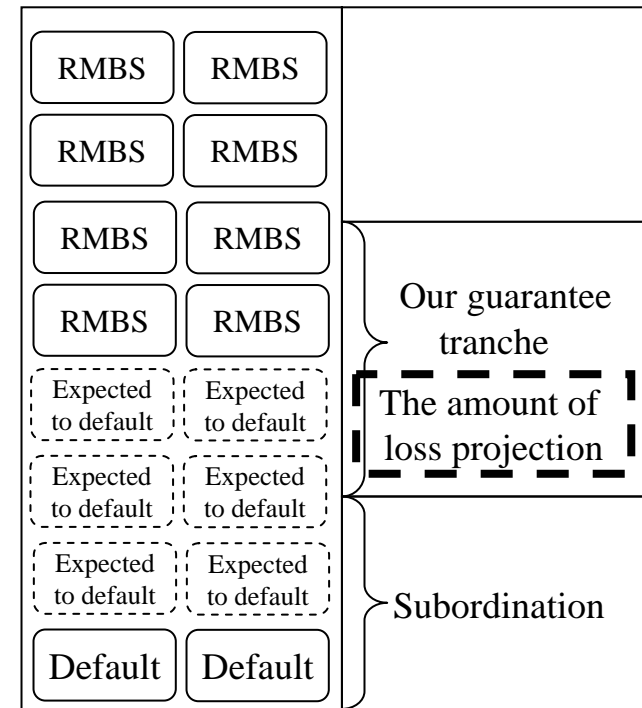 RMBS RMBS
RMBS RMBS
RMBS RMBS
RMBS RMBS
Expected Expected
to default to default
Expected Expected
to default to default
Expected Expected
to default to default
Default Default
Our guarantee
tranche
The amount of
loss projection
Subordination